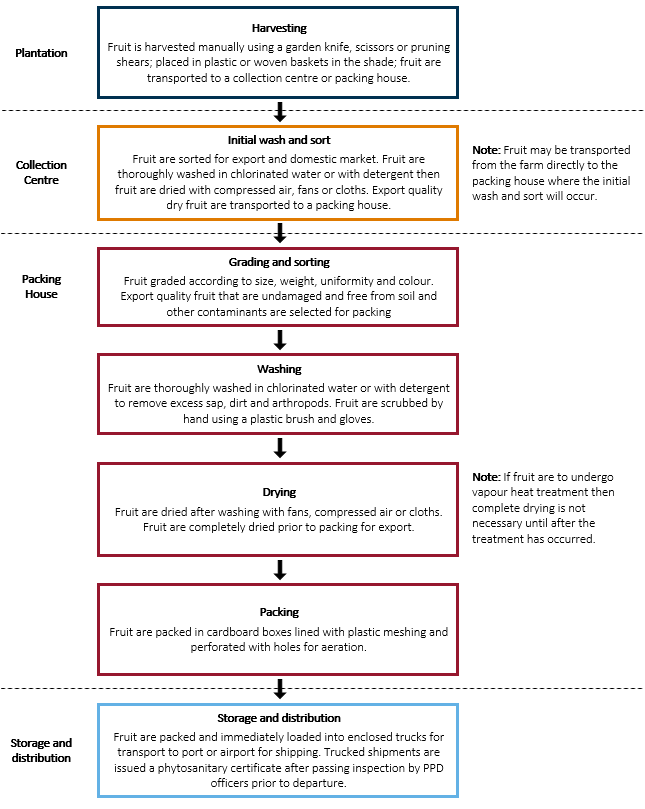 Plantation
Harvesting
Fruit is harvested manually using a garden knife, scissors or pruning
shears; placed in plastic or woven baskets in the shade; fruit are
transported to a collection centre or packing house.
Collection
Centre
Initial wash and sort
Fruit are sorted for export and domestic market. Fruit are
thoroughly washed in chlorinated water or with detergent then
fruit are dried with compressed air, fans or cloths. Export quality
dry fruit are transported to a packing house.
Note: Fruit may be transported
from the farm directly to the
packing house where the initial
wash and sort will occur.
Packing
House
Grading and sorting
Fruit graded according to size, weight, uniformity and colour.
Export quality fruit that are undamaged and free from soil and
other contaminants are selected for packing
Washing
Fruit are thoroughly washed in chlorinated water or with detergent
to remove excess sap, dirt and arthropods. Fruit are scrubbed by
hand using a plastic brush and gloves.
Drying
Fruit are dried after washing with fans, compressed air or cloths.
Fruit are completely dried prior to packing for export.
Note: If fruit are to undergo
vapour heat treatment then
complete drying is not
necessary until after the
treatment has occurred.
Packing
Fruit are packed in cardboard boxes lined with plastic meshing and
perforated with holes for aeration.
Storage and
distribution
Storage and distribution
Fruit are packed and immediately loaded into enclosed trucks for
transport to port or airport for shipping. Trucked shipments are
issued a phytosanitary certificate after passing inspection by PPD
officers prior to departure.